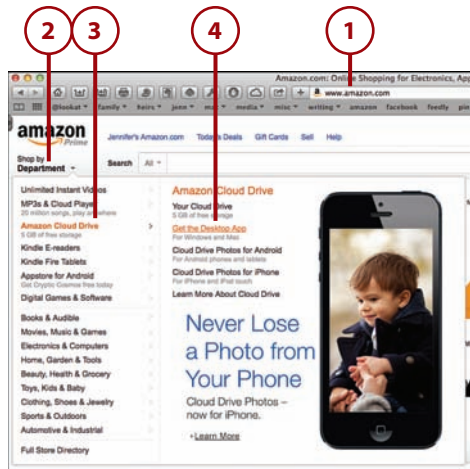 2 3 4 1
Amazon.com: Online Shopping for Electronics, App
www.amazon.com
@lookat family heirs jenn media misc writing amazon facebook feedly pin
amazon
Prime
Jennifer's Amazon.com Today's Deals Gift Cards Sell Help
Shop by
Department
Search All
Unlimited Instant Videos
MP3s & Cloud Player
20 million songs, play anywhere
Amazon Cloud Drive
5 GB of free storage
Kindle E-readers
Kindle Fire Tablets
Appstore for Android
Get Cryptic Cosmos free today
Digital Games & Software
Books & Audible
Movies, Music & Games
Electronics & Computers
Home, Garden & Tools
Beauty, Health & Grocery
Toys, Kids & Baby
Clothing, Shoes & Jewelry
Sports & Outdoors
Automotive & Industrial
Full Store Directory
Amazon Cloud Drive
Your Cloud Drive
5 GB of free storage
Get the Desktop App
For Windows and Mac
Cloud Drive Photos for Android
For Android phones and tablets
Cloud Drive Photos for iPhone
For iPhone and iPod touch
Learn More About Cloud Drive
Never Lose
a Photo from
Your Phone
Cloud Drive Photos –
now for iPhone.
›Learn More